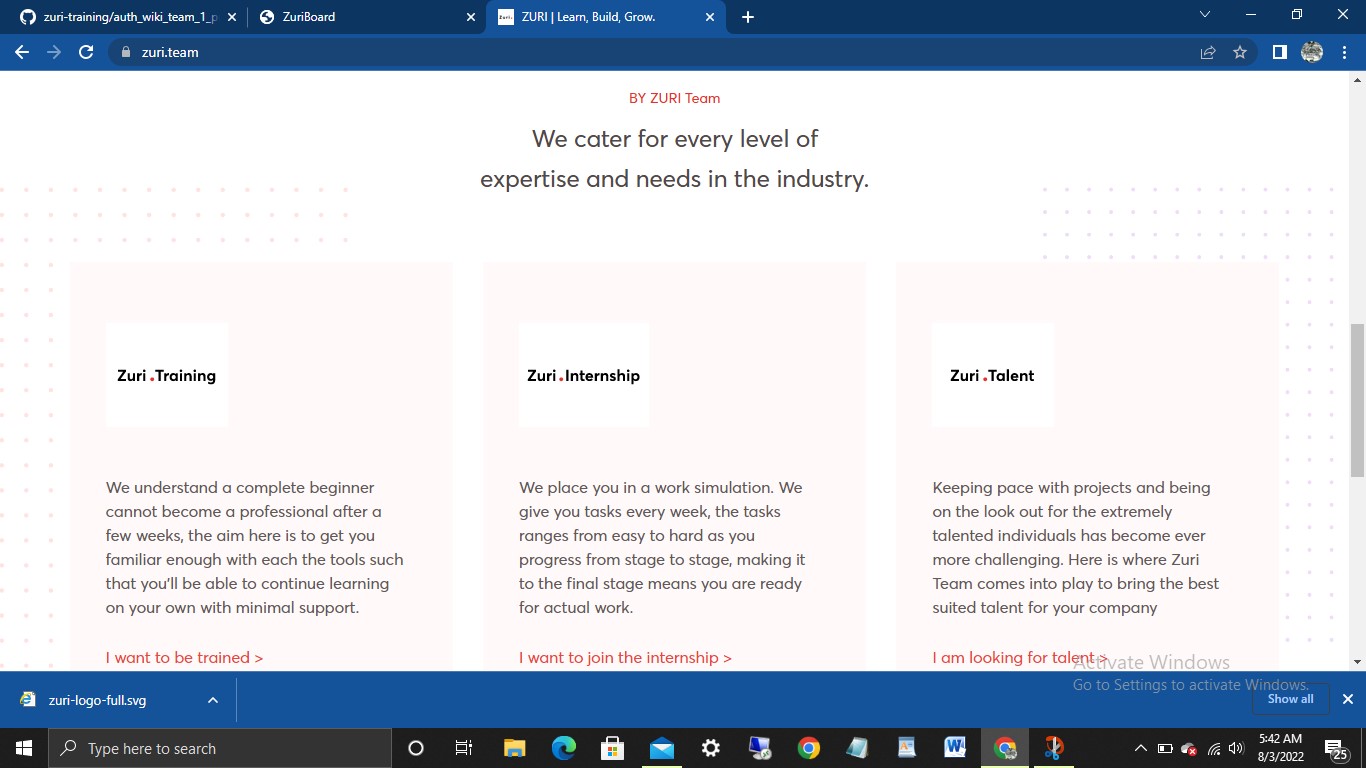 zuri-training/auth_wiki_team_1_p
ZuriBoard
ZURI | Learn, Build, Grow.
zuri.team
BY ZURI Team
We cater for every level of
expertise and needs in the industry.
Zuri.Training
We understand a complete beginner
cannot become a professional after a
few weeks, the aim here is to get you
familiar enough with each the tools such
that you'll be able to continue learning
on your own with minimal support.
I want to be trained >
Zuri.Internship
We place you in a work simulation. We
give you tasks every week, the tasks
ranges from easy to hard as you
progress from stage to stage, making it
to the final stage means you are ready
for actual work.
I want to join the internship >
Zuri.Talent
Keeping pace with projects and being
on the look out for the extremely
talented individuals has become ever
more challenging. Here is where Zuri
Team comes into play to bring the best
suited talent for your company
I am looking for talent >
Activate Windows
Go to Settings to activate Windows.
zuri-logo-full.svg
Show all
Type here to search
5:42 AM
8/3/2022
25